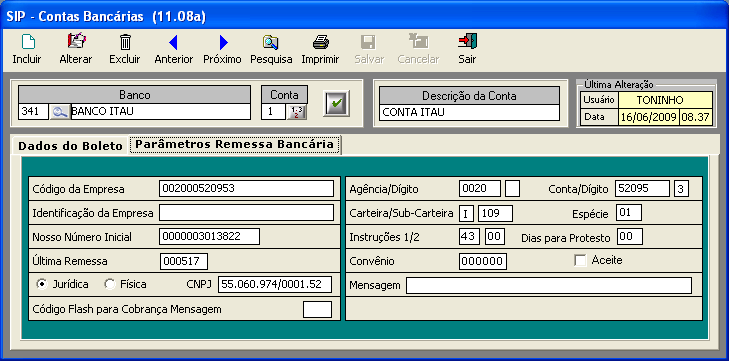 SIP - Contas Bancárias (11.08a)
Incluir Alterar Excluir Anterior Próximo Pesquisa Imprimir Salvar Cancelar Sair
Banco Conta
341 BANCO ITAU 1
Descrição da Conta
CONTA ITAU
Última Alteração
Usuário TONINHO
Data 16/06/2009 08.37
Dados do Boleto Parâmetros Remessa Bancária
Código da Empresa 002000520953
Identificação da Empresa
Nosso Número Inicial 0000003013822
Última Remessa 000517
Jurídica Física CNPJ 55.060.974/0001.52
Código Flash para Cobrança Mensagem
Agência/Dígito 0020 Conta/Dígito 52095 3
Carteira/Sub-Carteira I 109 Espécie 01
Instruções 1/2 43 00 Dias para Protesto 00
Convênio 000000 Aceite
Mensagem